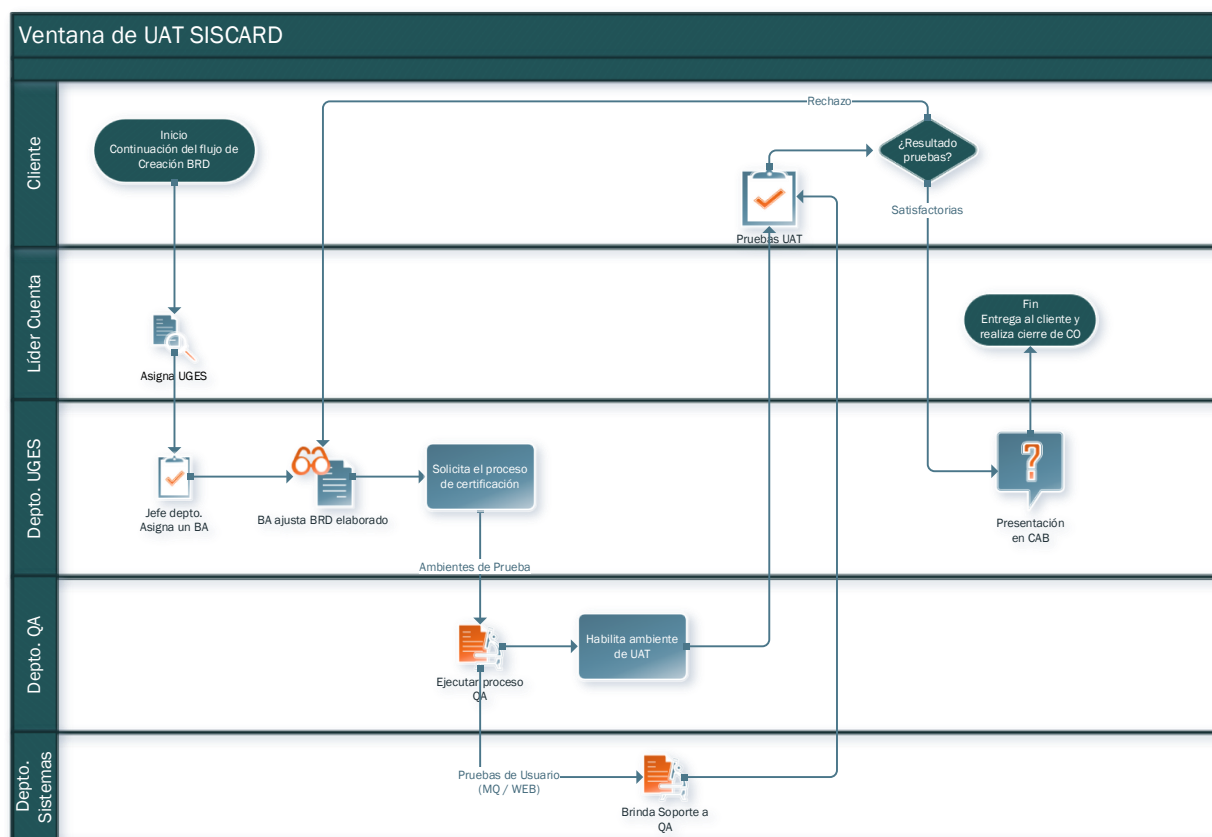 Ventana de UAT SISCARD
Cliente
Inicio
Continuación del flujo de
Creación BRD
Rechazo
¿Resultado
pruebas?
Satisfactorias
Pruebas UAT
Líder Cuenta
Asigna UGES
Fin
Entrega al cliente y
realiza cierre de CO
Depto. UGES
Jefe depto.
Asigna un BA
BA ajusta BRD elaborado
Solicita el proceso
de certificación
Ambientes de Prueba
?
Presentación
en CAB
Depto. QA
Ejecutar proceso
QA
Habilita ambiente
de UAT
Depto.
Sistemas
Pruebas de Usuario
(MQ / WEB)
Brinda Soporte a
QA